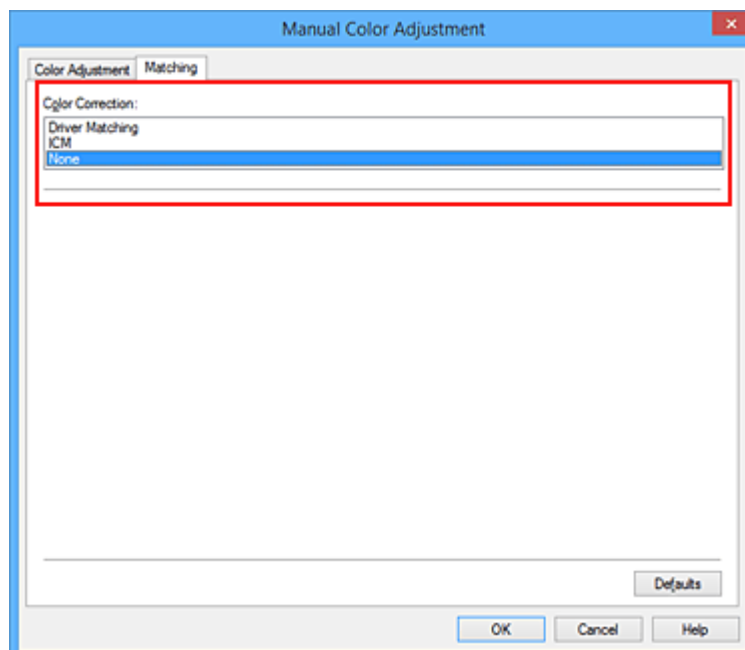 Manual Color Adjustment
Color Adjustment Matching
Color Correction:
Driver Matching
ICM
None
Defaults
OK Cancel Help